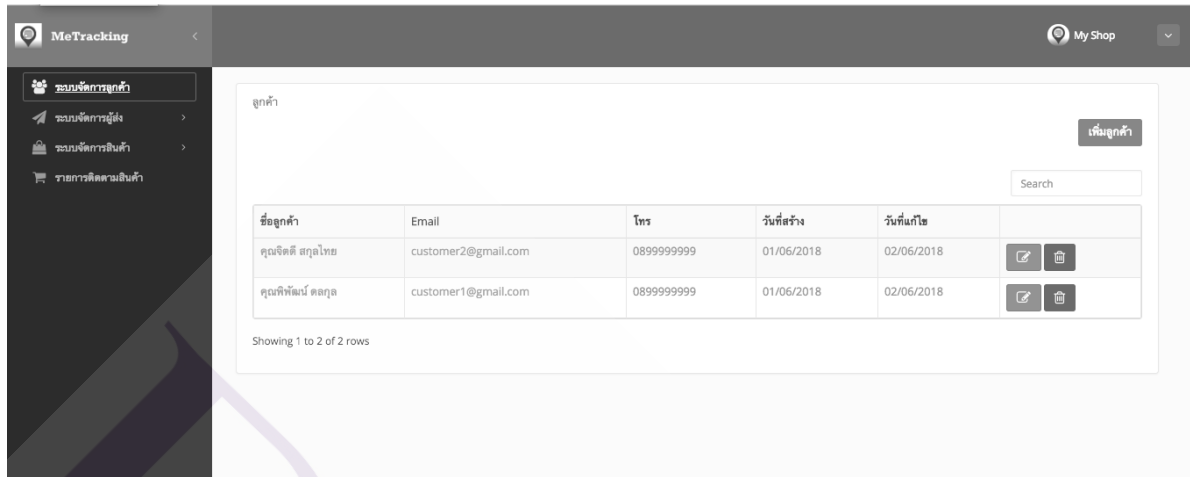 MeTracking
My Shop
ระบบจัดการลูกค้า
ระบบจัดการผู้ส่ง
ระบบจัดการสินค้า
รายการติดตามสินค้า
ลูกค้า
เพิ่มลูกค้า
Search
ชื่อลูกค้า Email โทร วันที่สร้าง วันที่แก้ไข
คุณจิตดี สกุลไทย customer2@gmail.com 0899999999 01/06/2018 02/06/2018
คุณพิพัฒน์ ดลกุล customer1@gmail.com 0899999999 01/06/2018 02/06/2018
Showing 1 to 2 of 2 rows